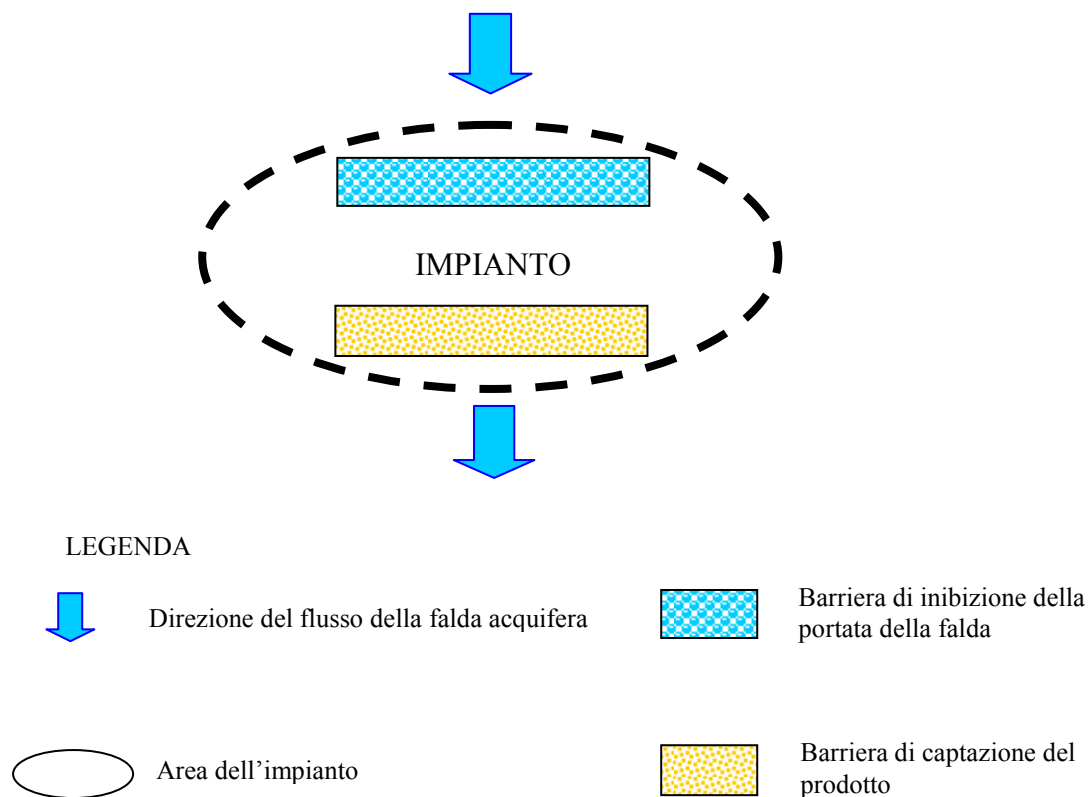 IMPIANTO
LEGENDA
Direzione del flusso della falda acquifera
Barriera di inibizione della
portata della falda
Area dell’impianto
Barriera di captazione del
prodotto